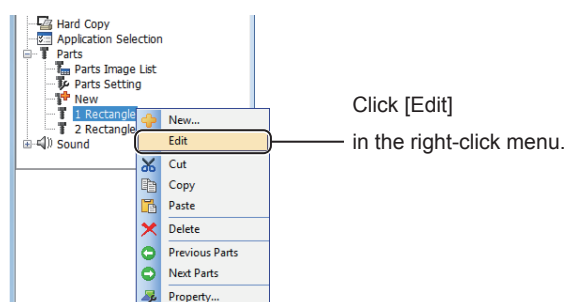 Hard Copy
Application Selection
Parts
Parts Image List
Parts Setting
New
1 Rectangle
2 Rectangle
Sound
New...
Edit
Cut
Copy
Paste
Delete
Previous Parts
Next Parts
Property...
Click [Edit]
in the right-click menu.